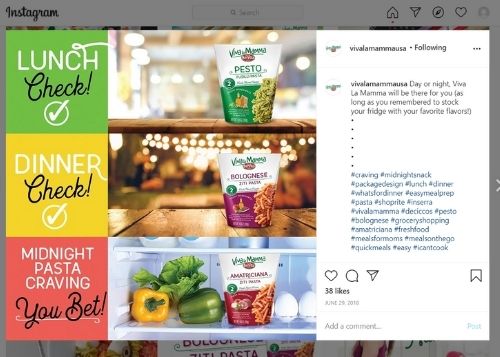 Instagram
Search
LUNCH
Check!
DINNER
Check!
MIDNIGHT
PASTA
CRAVING
You Bet!
Viva la Mamma
PESTO
2
Viva la Mamma
BOLOGNESE
ZITI PASTA
2
Viva la Mamma
AMATRICIANA
ZITI PASTA
2
vivalamammausa • Following
vivalamammausa Day or night, Viva
La Mamma will be there for you (as
long as you remembered to stock
your fridge with your favorite flavors!)
•
•
•
•
•
#craving #midnightsnack
#packagedesign #lunch #dinner
#whatsfordinner #easymealprep
#pasta #shoprite #inserra
#vivalamamma #deciccos #pesto
#bolognese #groceryshopping
#amatriciana #freshfood
#mealsformoms #mealsonthego
#quickmeals #easy #icantcook
38 likes
JUNE 29, 2018
Add a comment...
Post
BOLOGNESE
ZITI PASTA